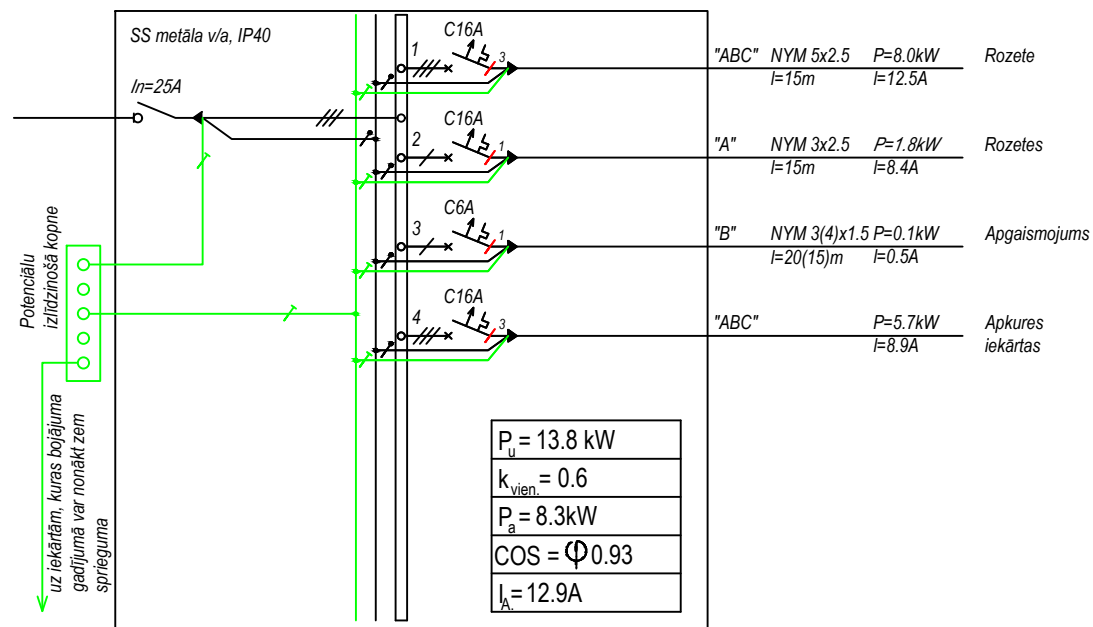 SS metāla v/a, IP40
In=25A
1
C16A
3
"ABC"
NYM 5x2.5
P=8.0kW
Rozete
l=15m
I=12.5A
2
C16A
1
"A"
NYM 3x2.5
P=1.8kW
Rozetes
l=15m
I=8.4A
3
C6A
1
"B"
NYM 3(4)x1.5
P=0.1kW
Apgaismojums
l=20(15)m
I=0.5A
4
C16A
3
"ABC"
P=5.7kW
Apkures
iekārtas
I=8.9A
Potenciālu
izlīdzinošā kopne
uz iekārtām, kuras bojājuma
gadījumā var nonākt zem
sprieguma
Pu = 13.8 kW
kvien. = 0.6
Pa = 8.3kW
COS = φ 0.93
IA. = 12.9A